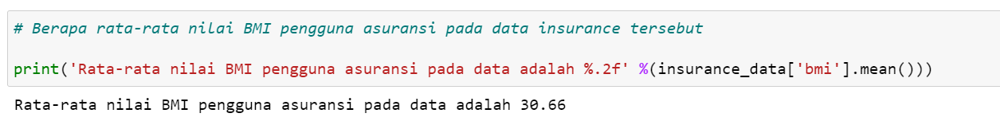 # Berapa rata-rata nilai BMI pengguna asuransi pada data insurance tersebut
print('Rata-rata nilai BMI pengguna asuransi pada data adalah %.2f' %(insurance_data['bmi'].mean()))
Rata-rata nilai BMI pengguna asuransi pada data adalah 30.66